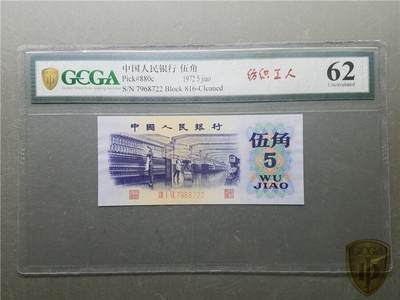 GCGA
中国人民银行 伍角
Pick#880c 1972 5 jiao
S/N 7968722 Block 816-Cleaned
纺织工人
62
Uncirculated
中国人民银行
伍角
5
WU
JIAO
7968722
GCGA